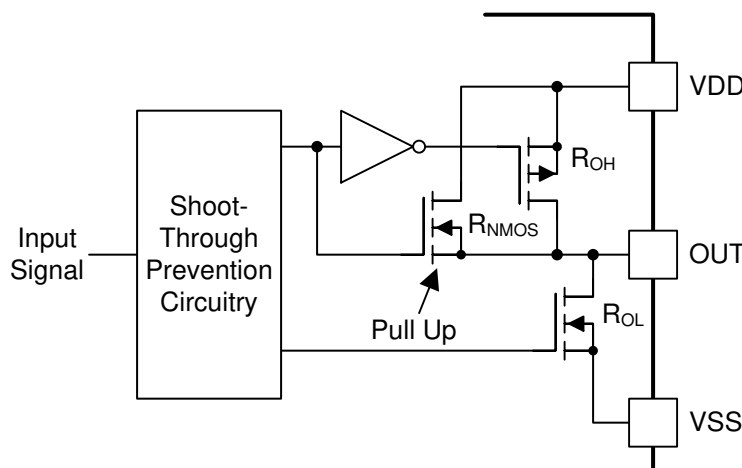 VDD
ROH
Shoot-
Through
Prevention
Circuitry
Input
Signal
RNMOS
OUT
Pull Up
ROL
VSS